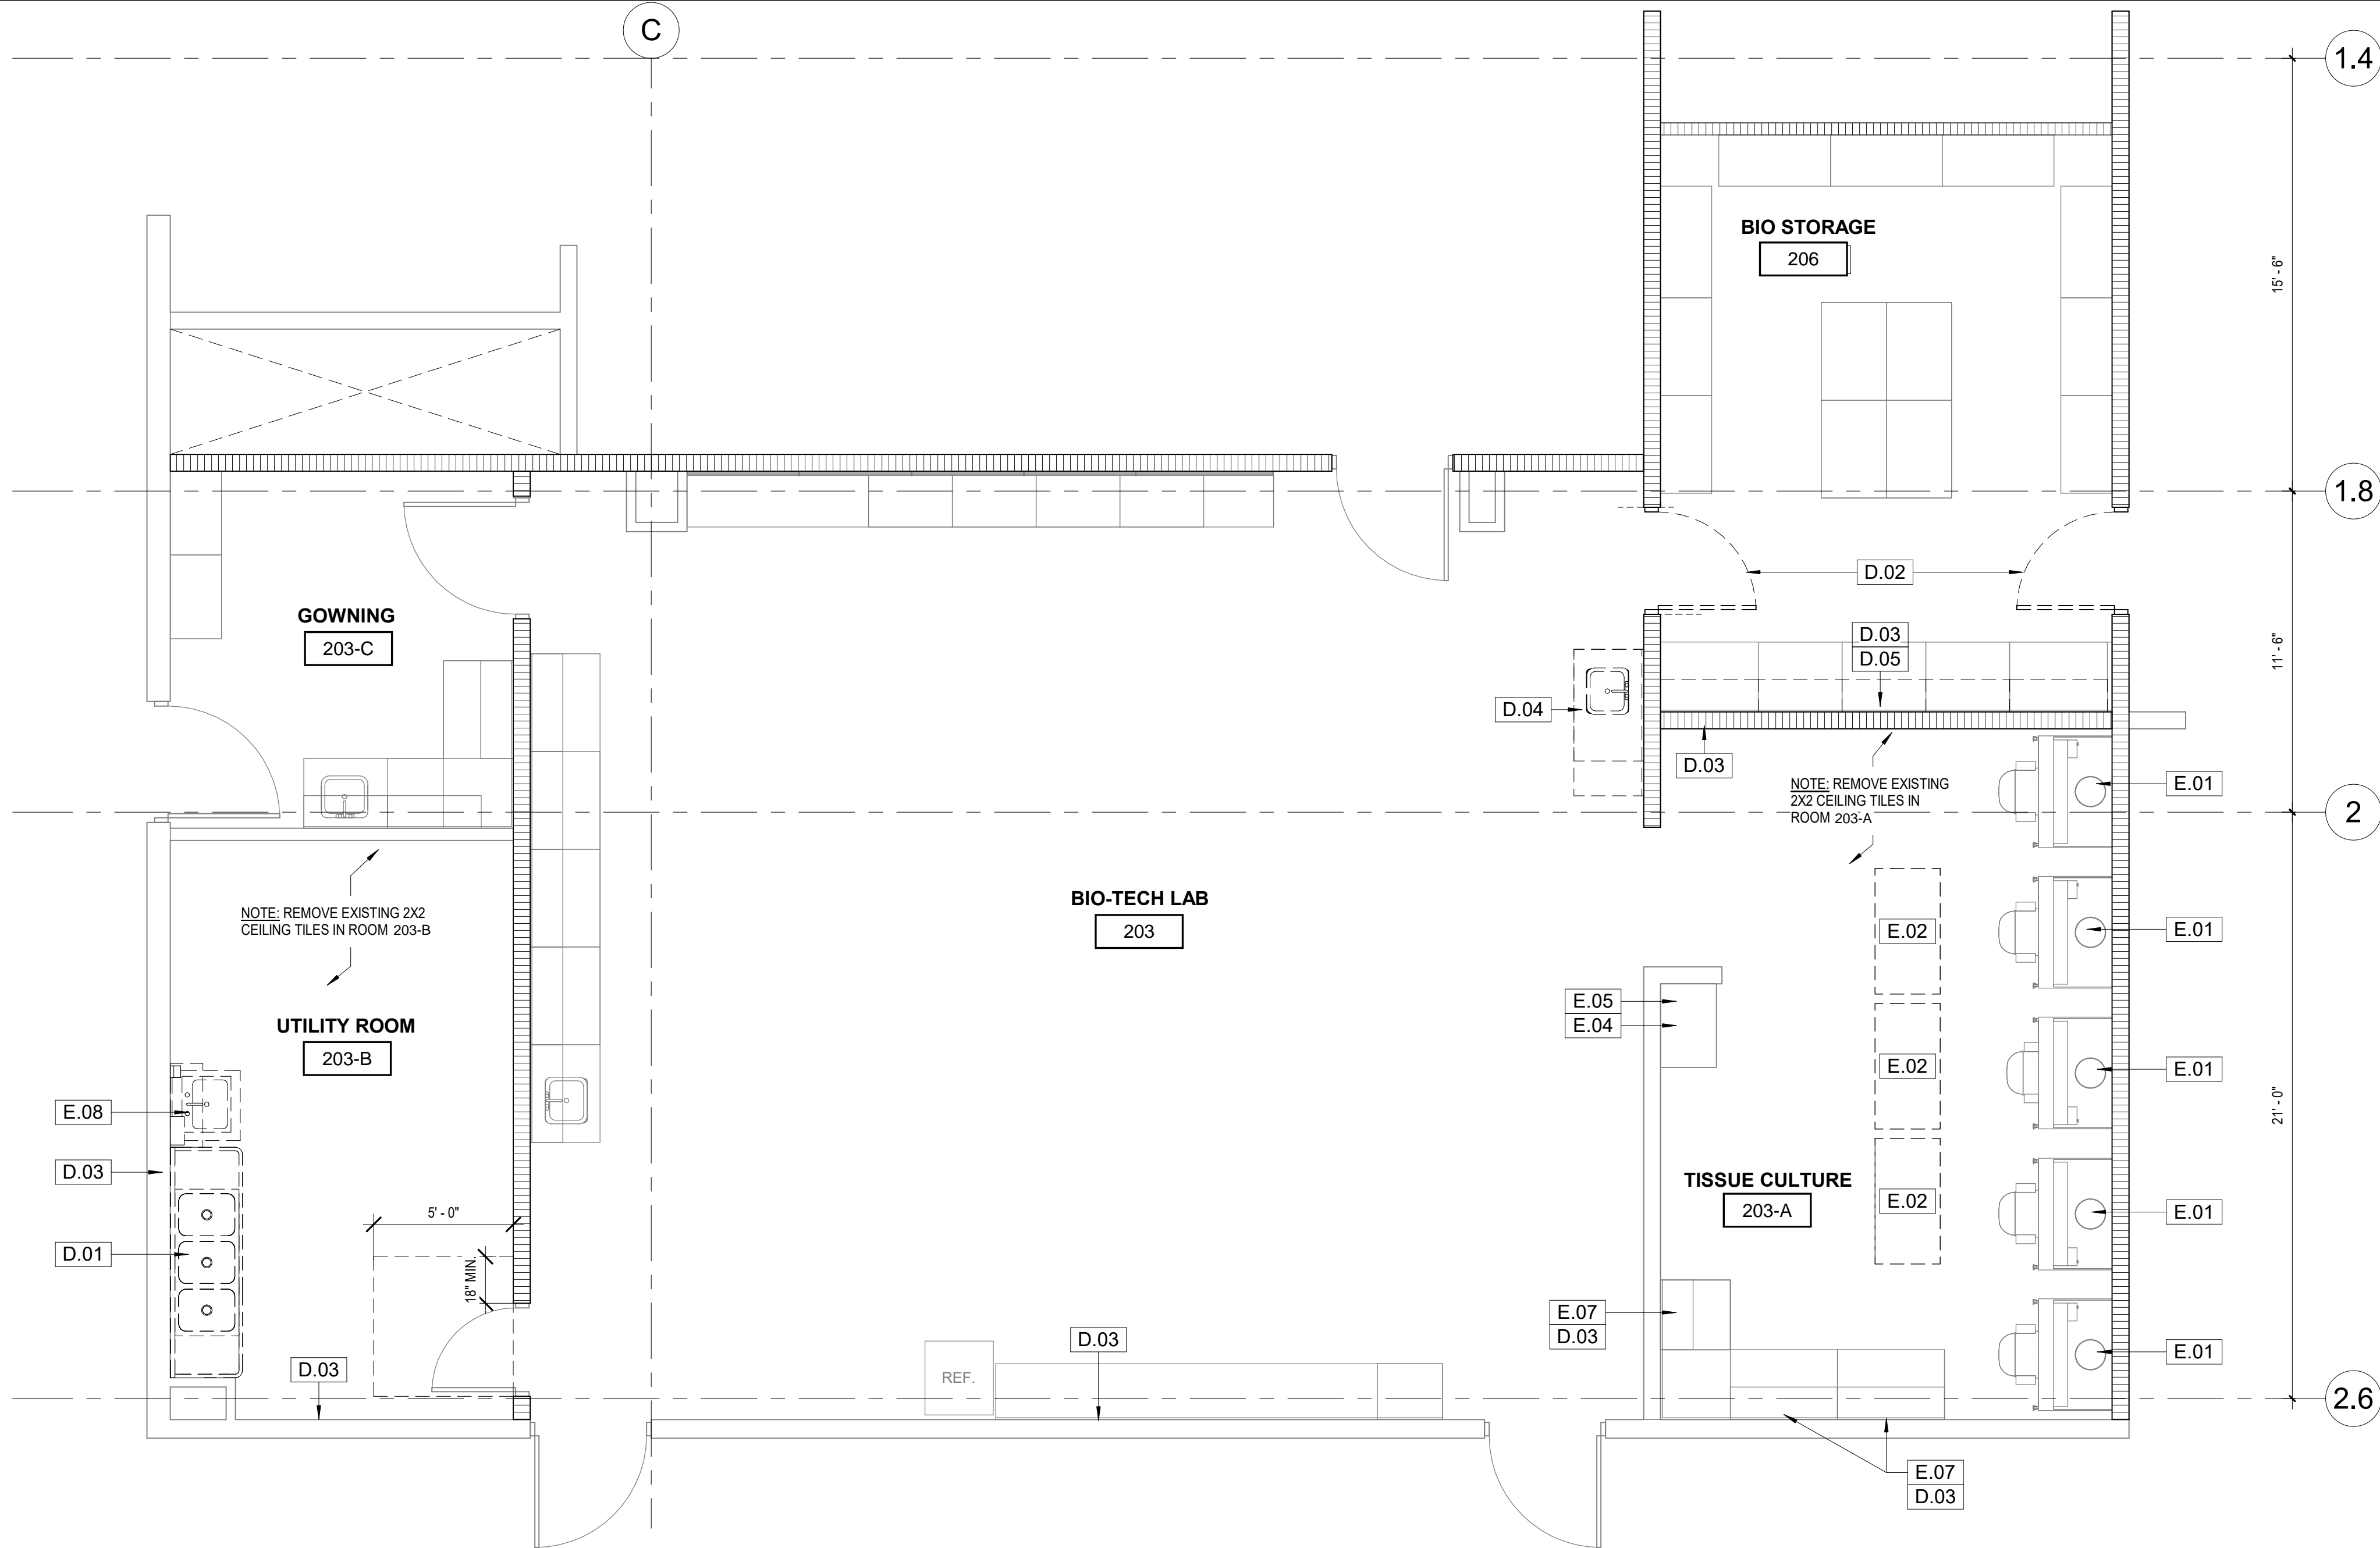 C
1.4
BIO STORAGE
206
15' - 6"
1.8
D.02
GOWNING
203-C
D.03
D.05
11' - 6"
D.04
D.03
NOTE: REMOVE EXISTING
2X2 CEILING TILES IN
ROOM 203-A
E.01
2
NOTE: REMOVE EXISTING 2X2
CEILING TILES IN ROOM 203-B
BIO-TECH LAB
203
E.02
E.01
E.05
E.04
UTILITY ROOM
203-B
E.02
E.01
E.08
21' - 0"
D.03
TISSUE CULTURE
203-A
E.02
E.01
5' - 0"
D.01
18" MIN.
E.07
D.03
D.03
E.01
D.03
REF.
2.6
E.07
D.03